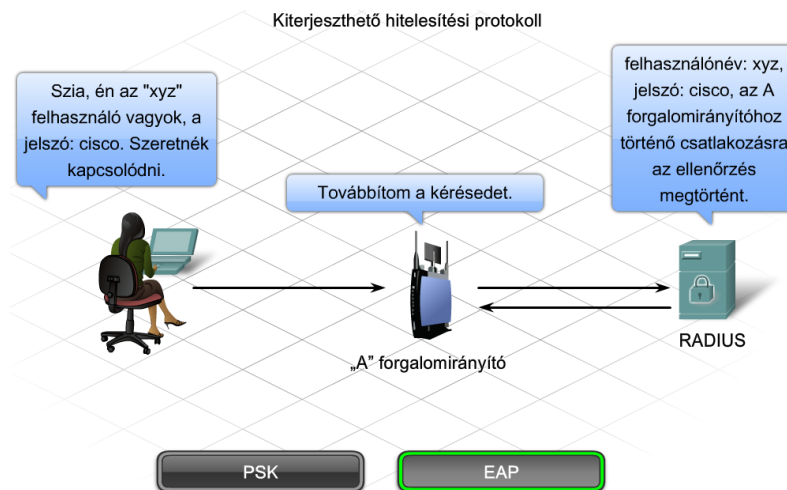 Kiterjeszthető hitelesítési protokoll
Szia, én az "xyz"
felhasználó vagyok, a
jelszó: cisco. Szeretnék
kapcsolódni.
Továbbítom a kérésedet.
felhasználónév: xyz,
jelszó: cisco, az A
forgalomirányítóhoz
történő csatlakozásra
az ellenőrzés
megtörtént.
„A” forgalomirányító
RADIUS
PSK
EAP